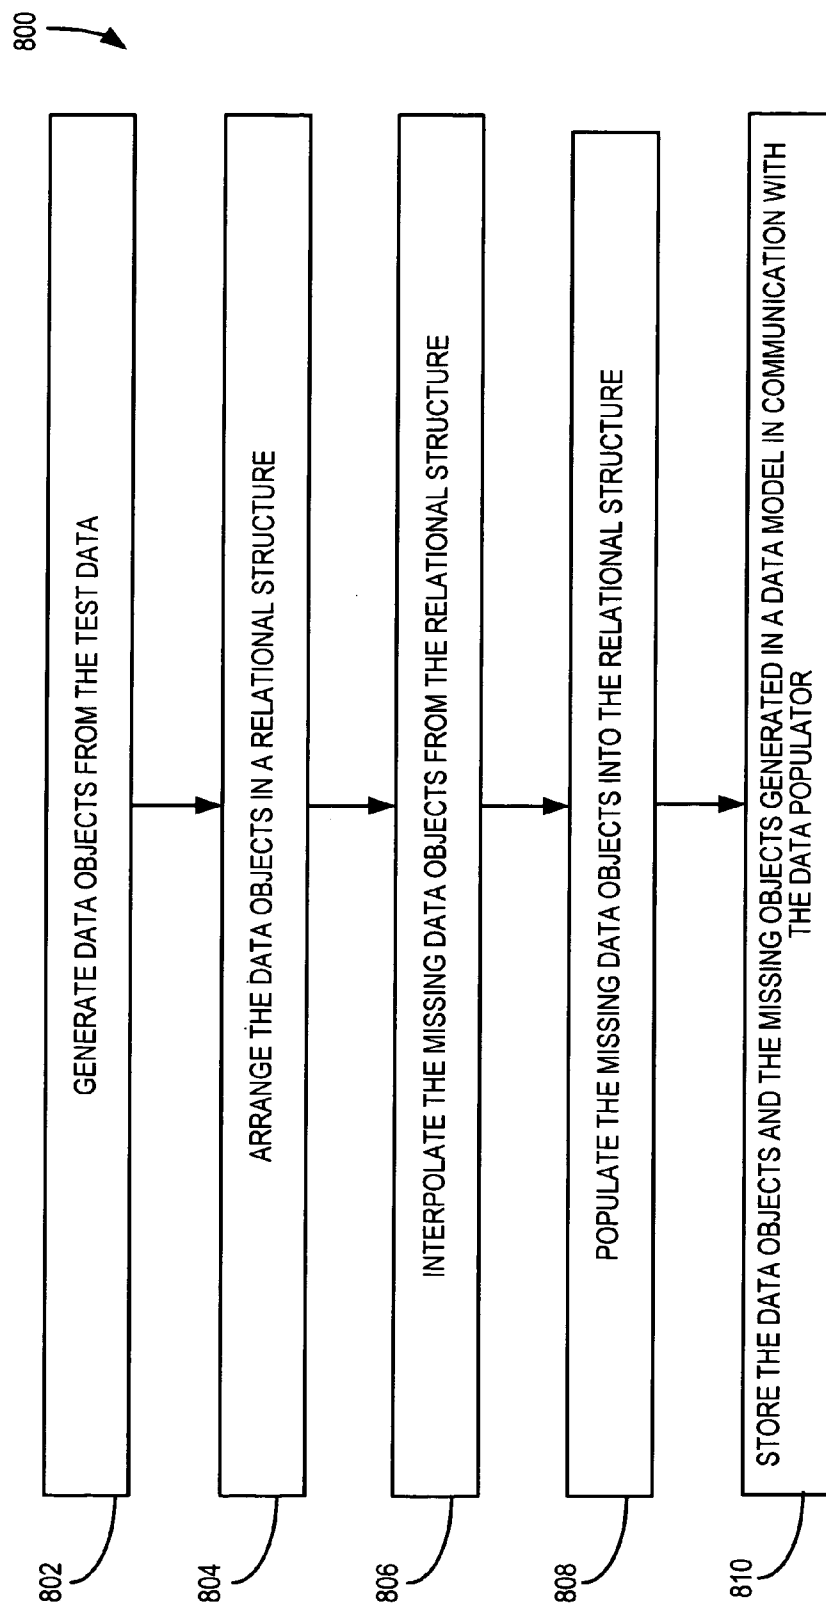 800
802
GENERATE DATA OBJECTS FROM THE TEST DATA
804
ARRANGE THE DATA OBJECTS IN A RELATIONAL STRUCTURE
806
INTERPOLATE THE MISSING DATA OBJECTS FROM THE RELATIONAL STRUCTURE
808
POPULATE THE MISSING DATA OBJECTS INTO THE RELATIONAL STRUCTURE
810
STORE THE DATA OBJECTS AND THE MISSING OBJECTS GENERATED IN A DATA MODEL IN COMMUNICATION WITH
THE DATA POPULATOR